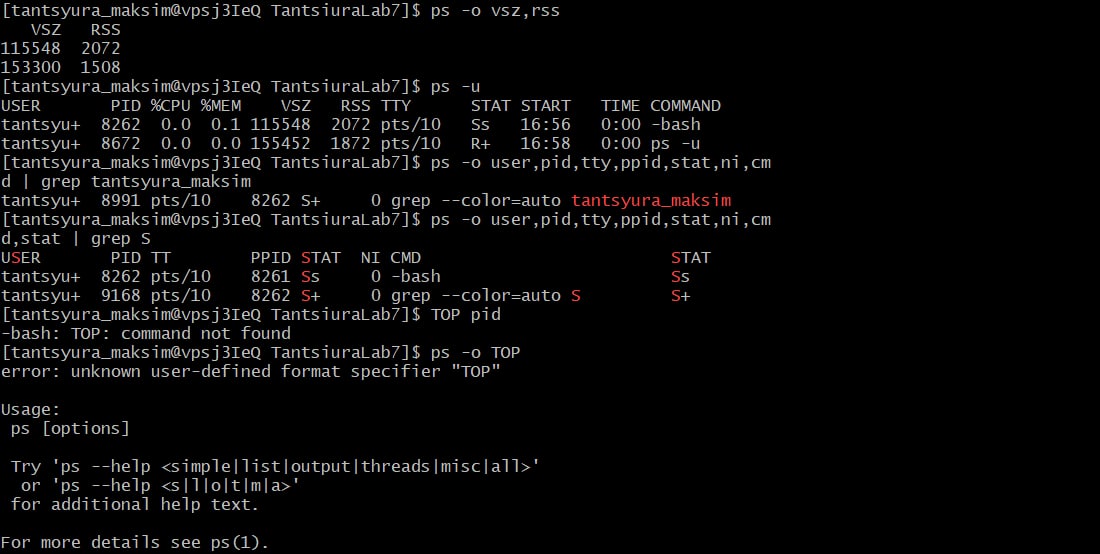 [tantsyura_maksim@vpsj3IeQ TantsiuraLab7]$ ps -o vsz,rss
   VSZ   RSS
115548  2072
153300  1508
[tantsyura_maksim@vpsj3IeQ TantsiuraLab7]$ ps -u
USER       PID %CPU %MEM    VSZ   RSS TTY      STAT START   TIME COMMAND
tantsyu+  8262  0.0  0.1 115548  2072 pts/10   Ss   16:56   0:00 -bash
tantsyu+  8672  0.0  0.0 155452  1872 pts/10   R+   16:58   0:00 ps -u
[tantsyura_maksim@vpsj3IeQ TantsiuraLab7]$ ps -o user,pid,tty,ppid,stat,ni,cm
d | grep tantsyura_maksim
tantsyu+  8991 pts/10    8262 S+     0 grep --color=auto tantsyura_maksim
[tantsyura_maksim@vpsj3IeQ TantsiuraLab7]$ ps -o user,pid,tty,ppid,stat,ni,cm
d,stat | grep S
USER       PID TT        PPID STAT  NI CMD                         STAT
tantsyu+  8262 pts/10    8261 Ss     0 -bash                       Ss
tantsyu+  9168 pts/10    8262 S+     0 grep --color=auto S         S+
[tantsyura_maksim@vpsj3IeQ TantsiuraLab7]$ TOP pid
-bash: TOP: command not found
[tantsyura_maksim@vpsj3IeQ TantsiuraLab7]$ ps -o TOP
error: unknown user-defined format specifier "TOP"

Usage:
 ps [options]

 Try 'ps --help <simple|list|output|threads|misc|all>'
  or 'ps --help <s|l|o|t|m|a>'
 for additional help text.

For more details see ps(1).